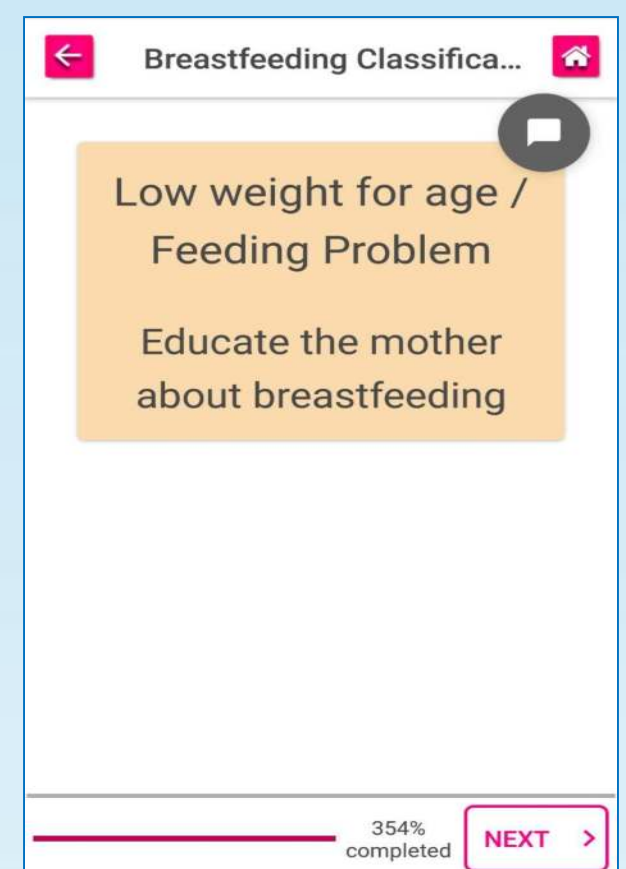 Breastfeeding Classifica...
Low weight for age /
Feeding Problem
Educate the mother
about breastfeeding
354%
completed
NEXT >